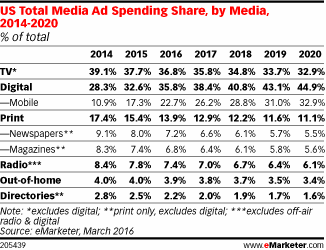 US Total Media Ad Spending Share, by Media,
2014-2020
% of total
2014 2015 2016 2017 2018 2019 2020
TV* 39.1% 37.7% 36.8% 35.8% 34.8% 33.7% 32.9%
Digital 28.3% 32.6% 35.8% 38.4% 40.8% 43.1% 44.9%
—Mobile 10.9% 17.3% 22.7% 26.2% 28.8% 31.0% 32.9%
Print 17.4% 15.4% 13.9% 12.9% 12.2% 11.6% 11.1%
—Newspapers** 9.1% 8.0% 7.2% 6.6% 6.1% 5.7% 5.5%
—Magazines** 8.3% 7.4% 6.8% 6.4% 6.1% 5.8% 5.6%
Radio*** 8.4% 7.8% 7.4% 7.0% 6.7% 6.4% 6.1%
Out-of-home 4.0% 4.0% 3.9% 3.8% 3.7% 3.5% 3.4%
Directories** 2.8% 2.5% 2.2% 2.0% 1.9% 1.7% 1.6%
Note: *excludes digital; **print only, excludes digital; ***excludes off-air
radio & digital
Source: eMarketer, March 2016
205439 www.eMarketer.com